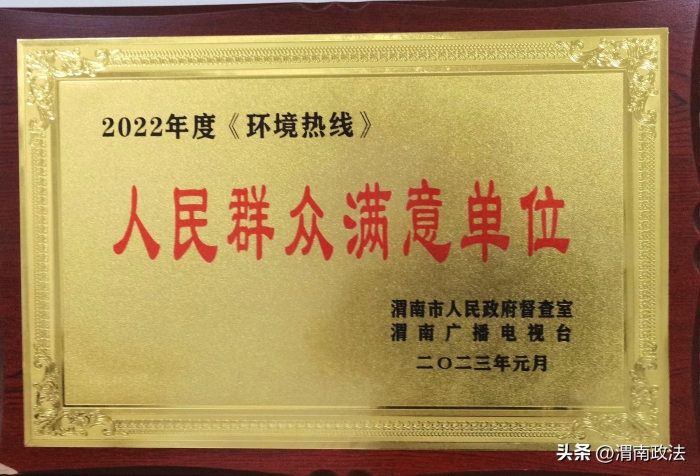 2022年度《环境热线》
人民群众满意单位
渭南市人民政府督查室
渭南广播电视台
二〇二三年元月
头条 @渭南政法